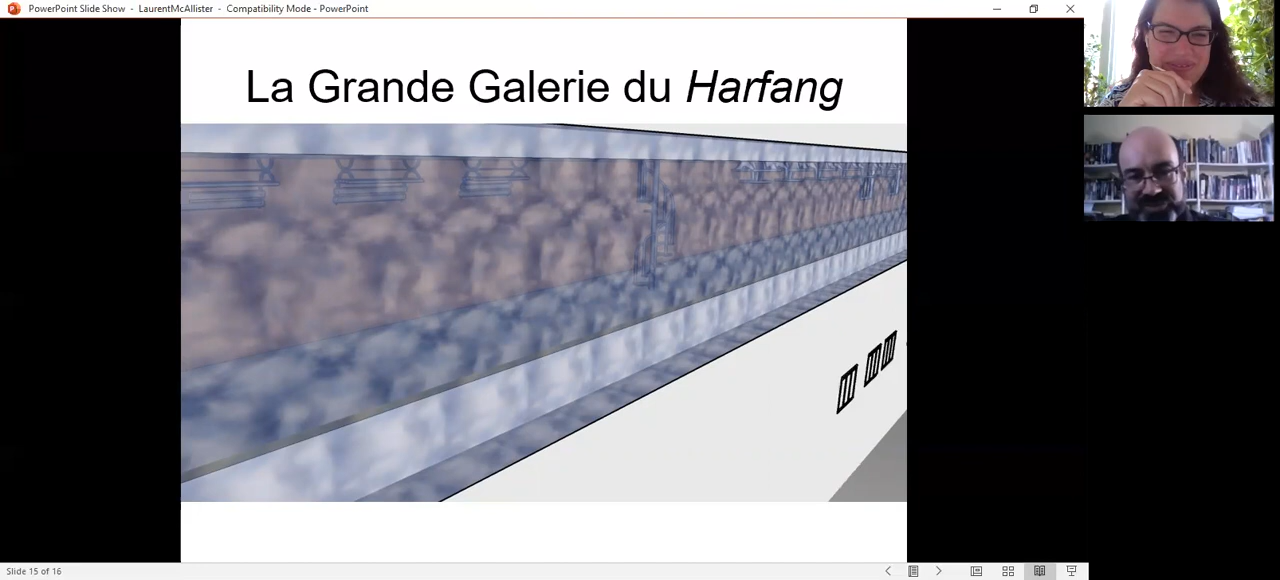 PowerPoint Slide Show - LaurentMcAllister - Compatibility Mode - PowerPoint
La Grande Galerie du Harfang
Slide 15 of 16